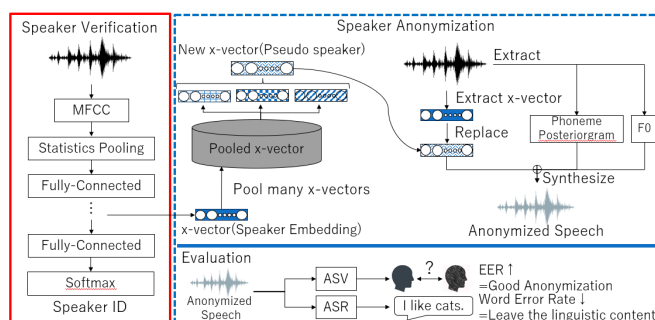 Speaker Verification
MFCC
Statistics Pooling
Fully-Connected
⋮
Fully-Connected
Softmax
Speaker ID
Speaker Anonymization
New x-vector(Pseudo speaker)
Pooled x-vector
Pool many x-vectors
x-vector(Speaker Embedding)
Extract
Extract x-vector
Replace
Phoneme
Posteriorgram
F0
Synthesize
Anonymized Speech
Evaluation
Anonymized
Speech
ASV
ASR
?
I like cats.
EER ↑
=Good Anonymization
Word Error Rate ↓
=Leave the linguistic content